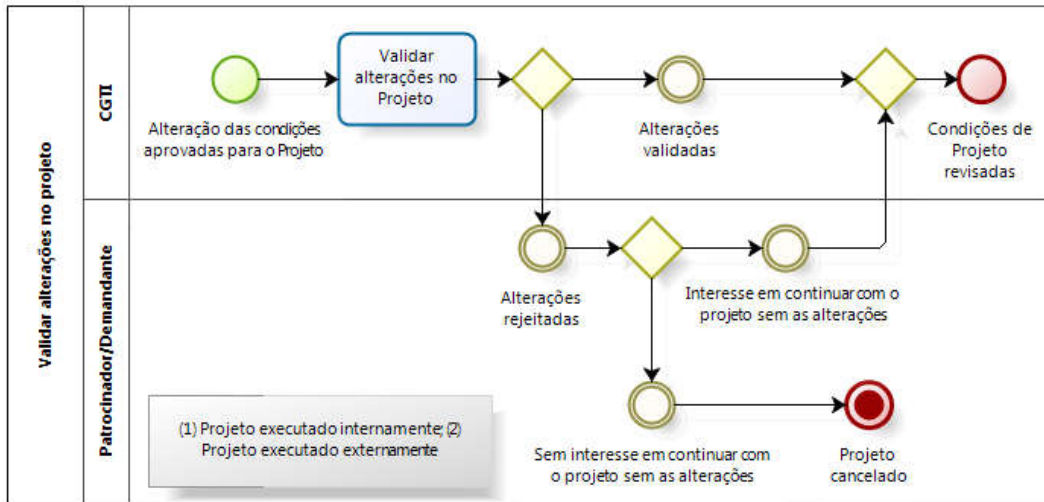 Validar alterações no projeto
CGTI
Validar
alterações no
Projeto
Alteração das condições
aprovadas para o Projeto
Alterações
validadas
Condições de
Projeto
revisadas
Patrocinador/Demandante
Alterações
rejeitadas
Interesse em continuar com o
projeto sem as alterações
(1) Projeto executado internamente; (2)
Projeto executado externamente
Sem interesse em continuar com
o projeto sem as alterações
Projeto
cancelado